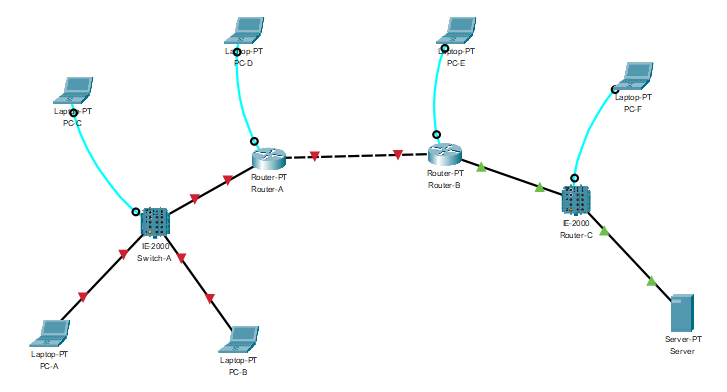 Laptop-PT
PC-D
Laptop-PT
PC-E
Laptop-PT
PC-F
Laptop-PT
PC-C
Router-PT
Router-A
Router-PT
Router-B
IE-2000
Router-C
IE-2000
Switch-A
Laptop-PT
PC-A
Laptop-PT
PC-B
Server-PT
Server